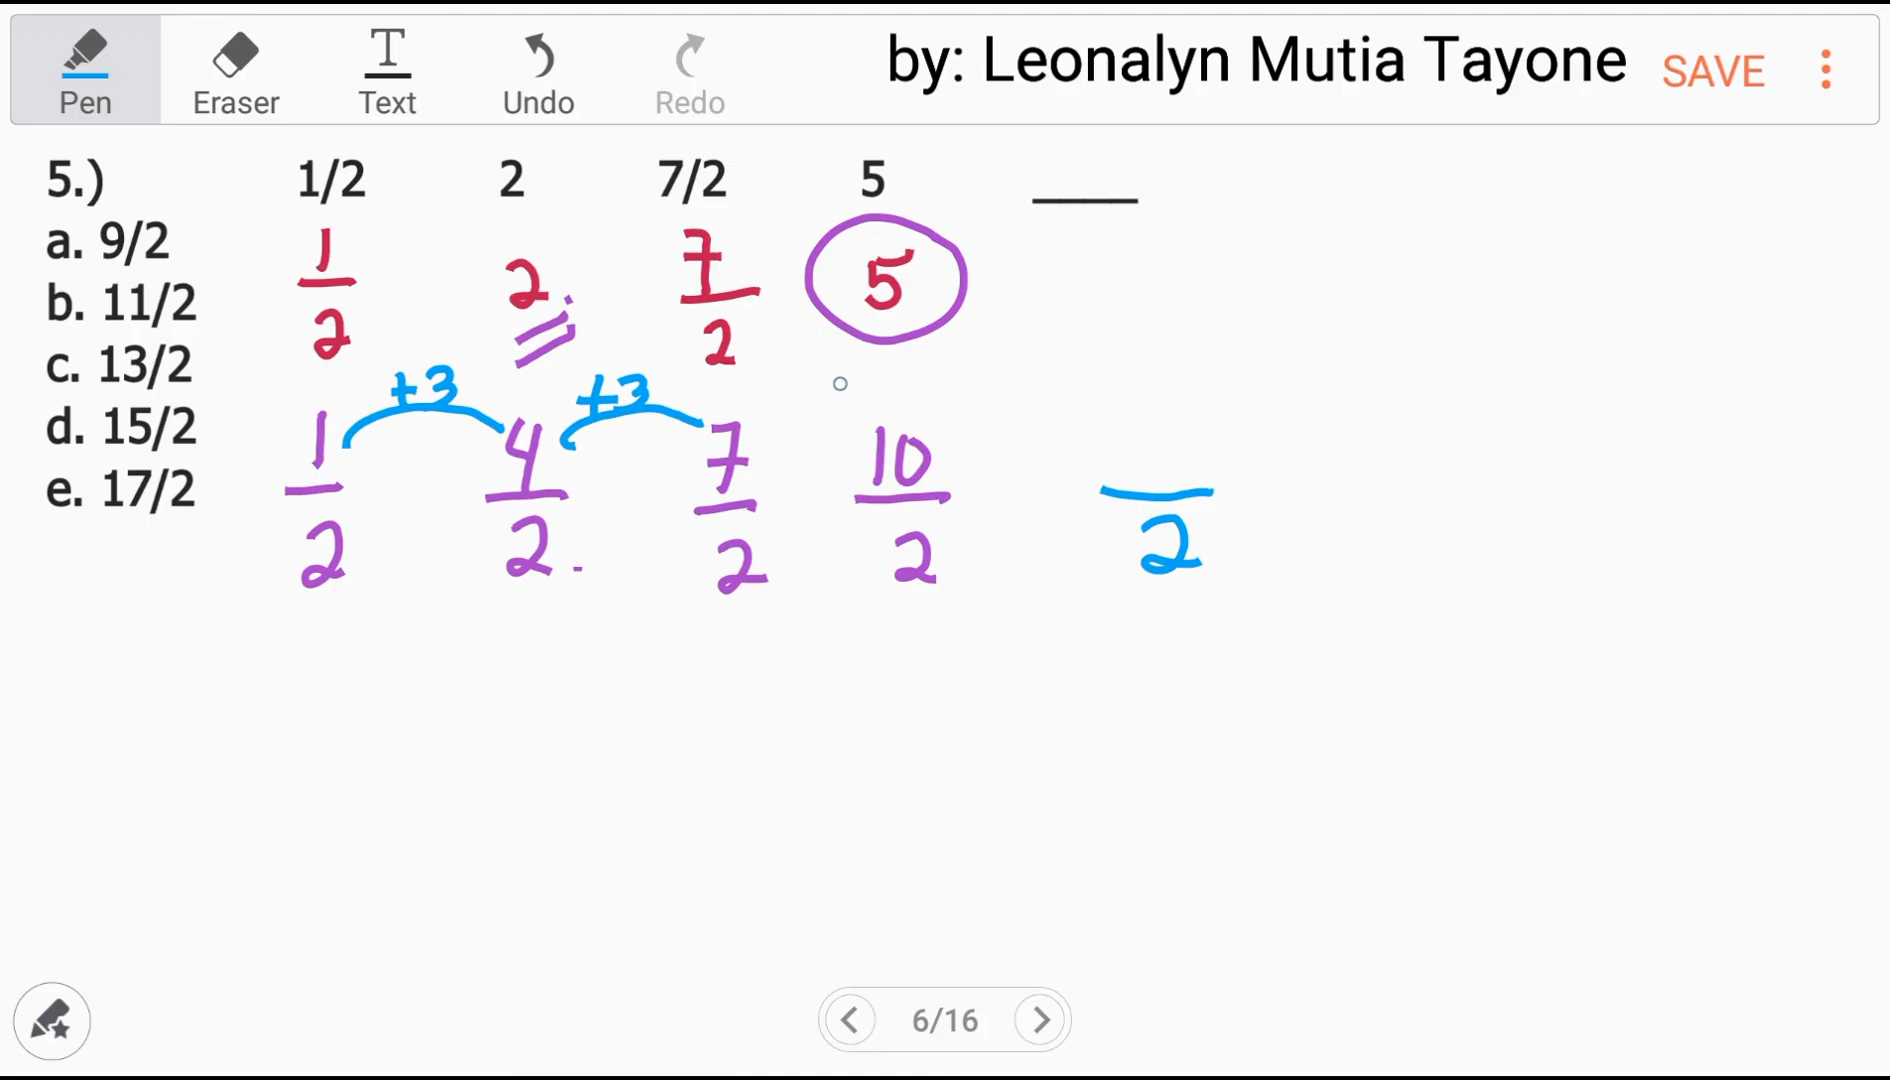 by: Leonalyn Mutia Tayone
SAVE
Pen Eraser Text Undo Redo
5.) 1/2 2 7/2 5 ____
a. 9/2
b. 11/2
c. 13/2
d. 15/2
e. 17/2
1/2 2 7/2 5
+3 +3
1/2 4/2 7/2 10/2 /2
6/16